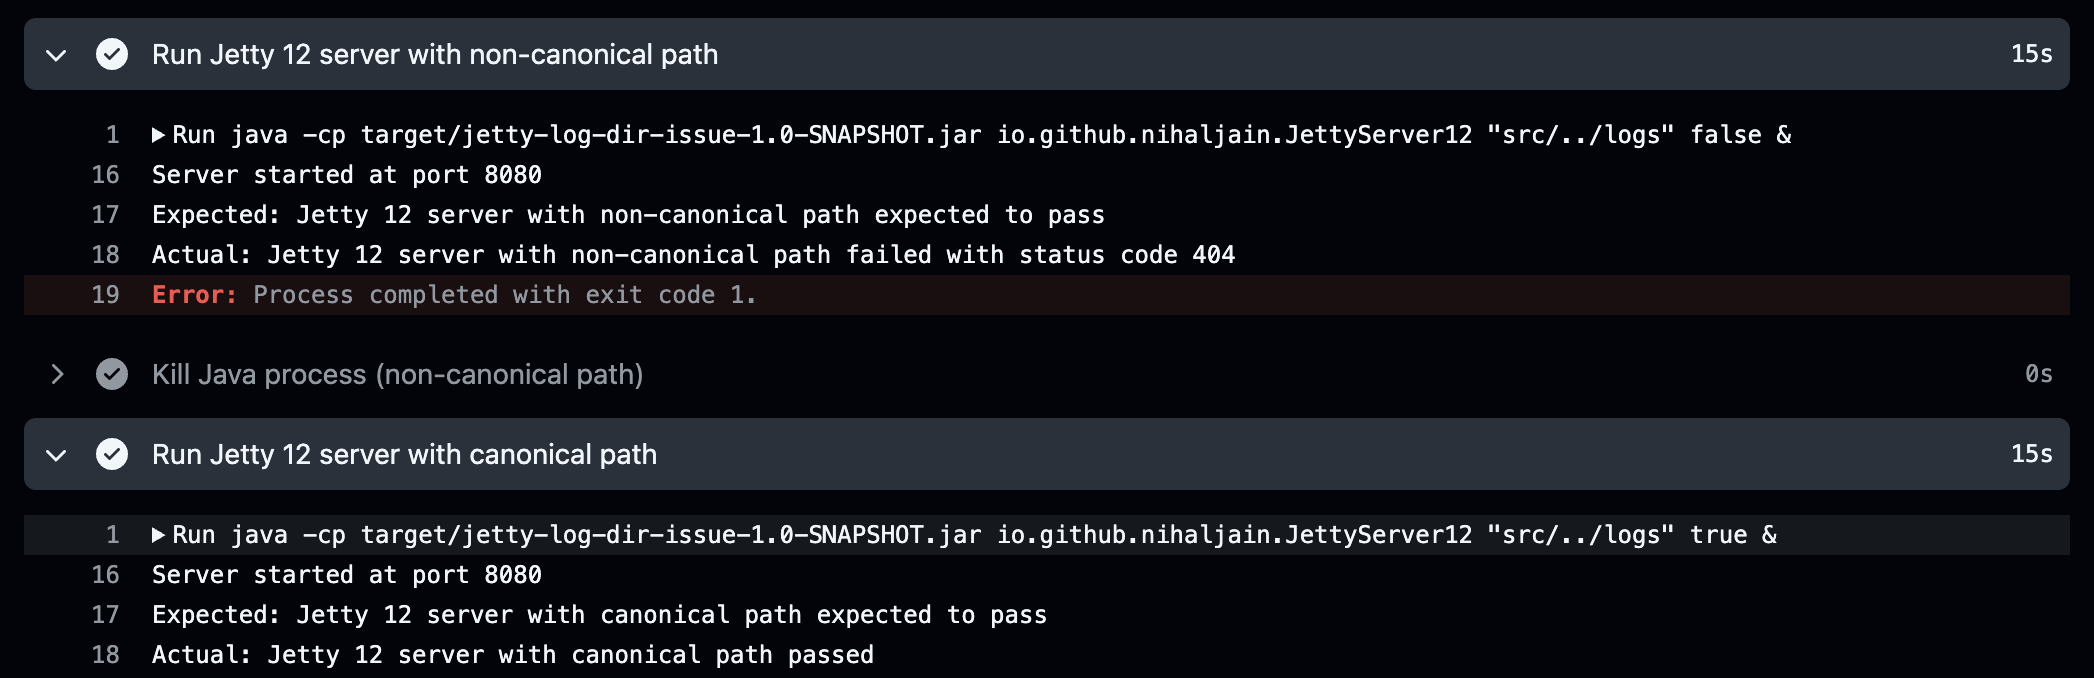 Run Jetty 12 server with non-canonical path 15s
1 ▶ Run java -cp target/jetty-log-dir-issue-1.0-SNAPSHOT.jar io.github.nihaljain.JettyServer12 "src/../logs" false &
16 Server started at port 8080
17 Expected: Jetty 12 server with non-canonical path expected to pass
18 Actual: Jetty 12 server with non-canonical path failed with status code 404
19 Error: Process completed with exit code 1.
Kill Java process (non-canonical path) 0s
Run Jetty 12 server with canonical path 15s
1 ▶ Run java -cp target/jetty-log-dir-issue-1.0-SNAPSHOT.jar io.github.nihaljain.JettyServer12 "src/../logs" true &
16 Server started at port 8080
17 Expected: Jetty 12 server with canonical path expected to pass
18 Actual: Jetty 12 server with canonical path passed